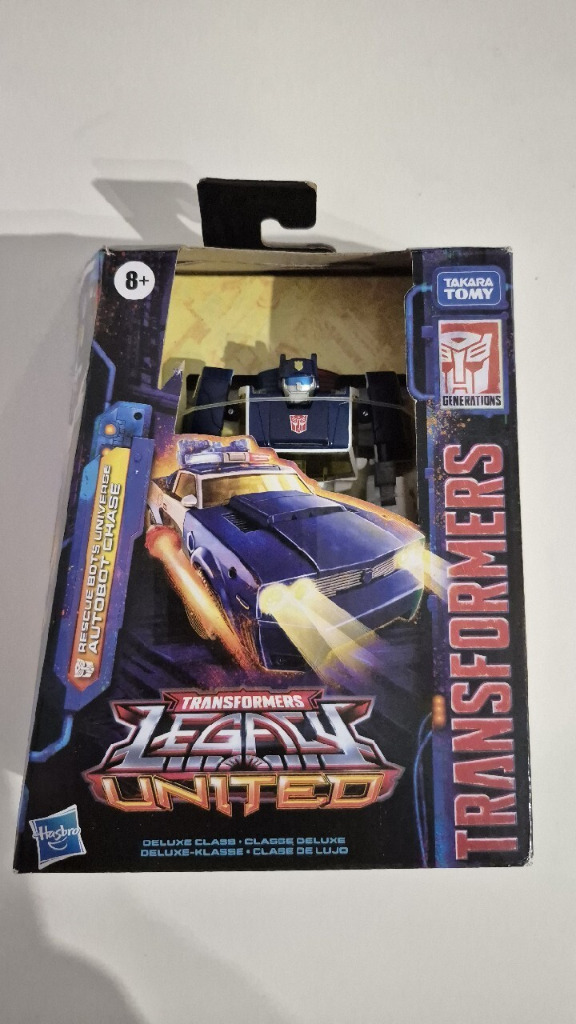 8+
TAKARA
TOMY
GENERATIONS
TRANSFORMERS
RESCUE BOTS UNIVERSE
AUTOBOT CHASE
TRANSFORMERS
LEGACY
UNITED
Hasbro
DELUXE CLASS • CLASSE DELUXE
DELUXE-KLASSE • CLASE DE LUJO